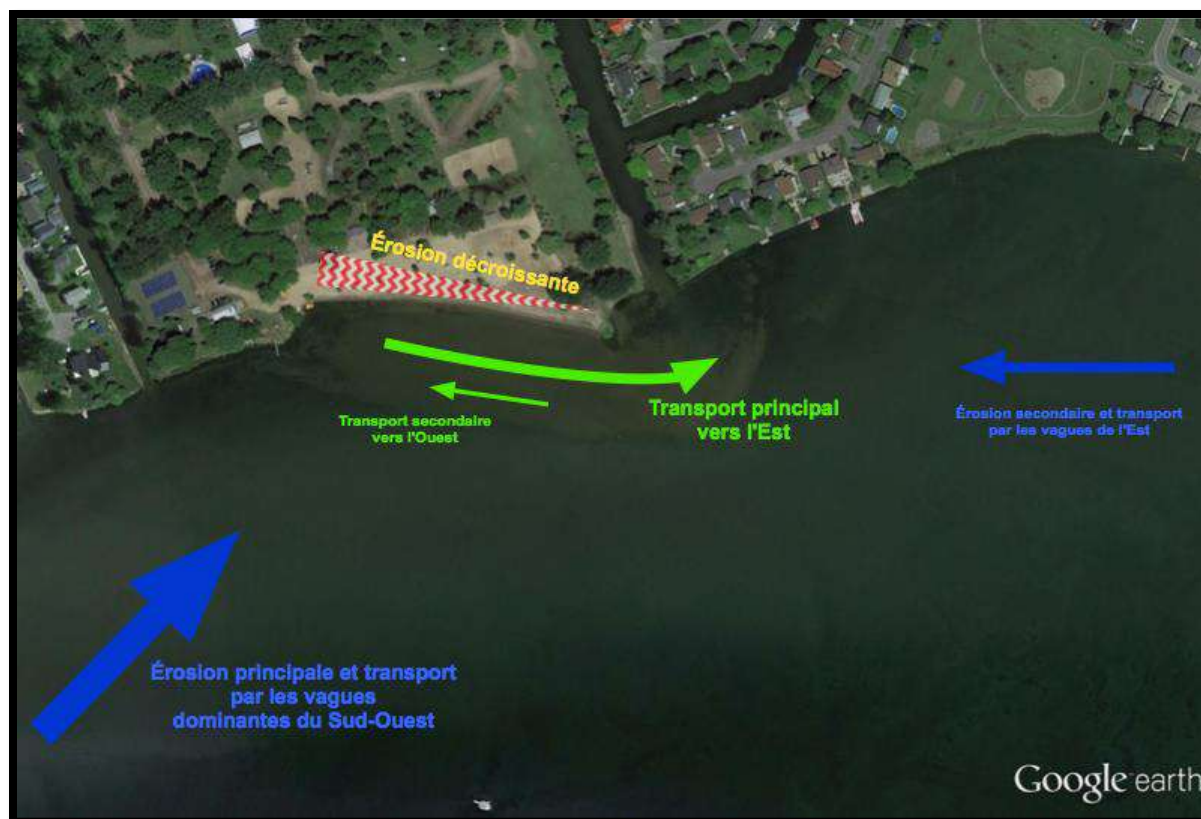 Érosion décroissante
Transport secondaire
vers l'Ouest
Transport principal
vers l'Est
Érosion secondaire et transport
par les vagues de l'Est
Érosion principale et transport
par les vagues
dominantes du Sud-Ouest
Google earth